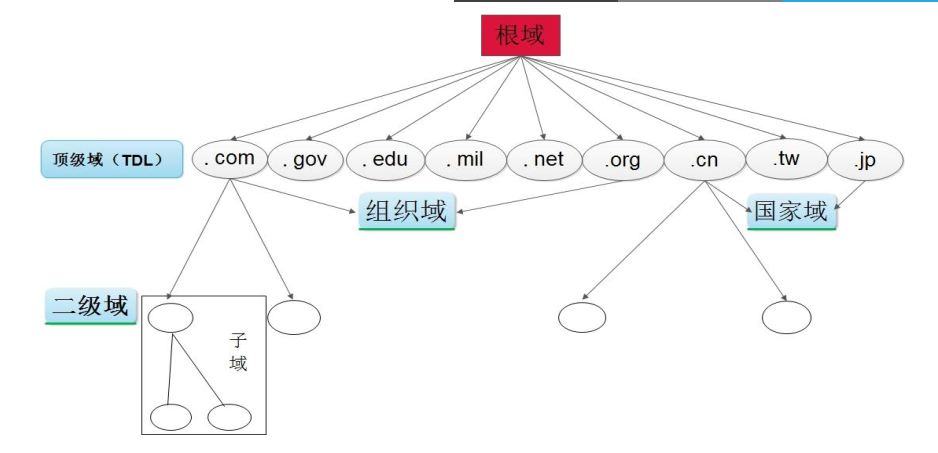 根域
顶级域（TDL）
. com
. gov
. edu
. mil
. net
.org
.cn
.tw
.jp
组织域
国家域
二级域
子
域